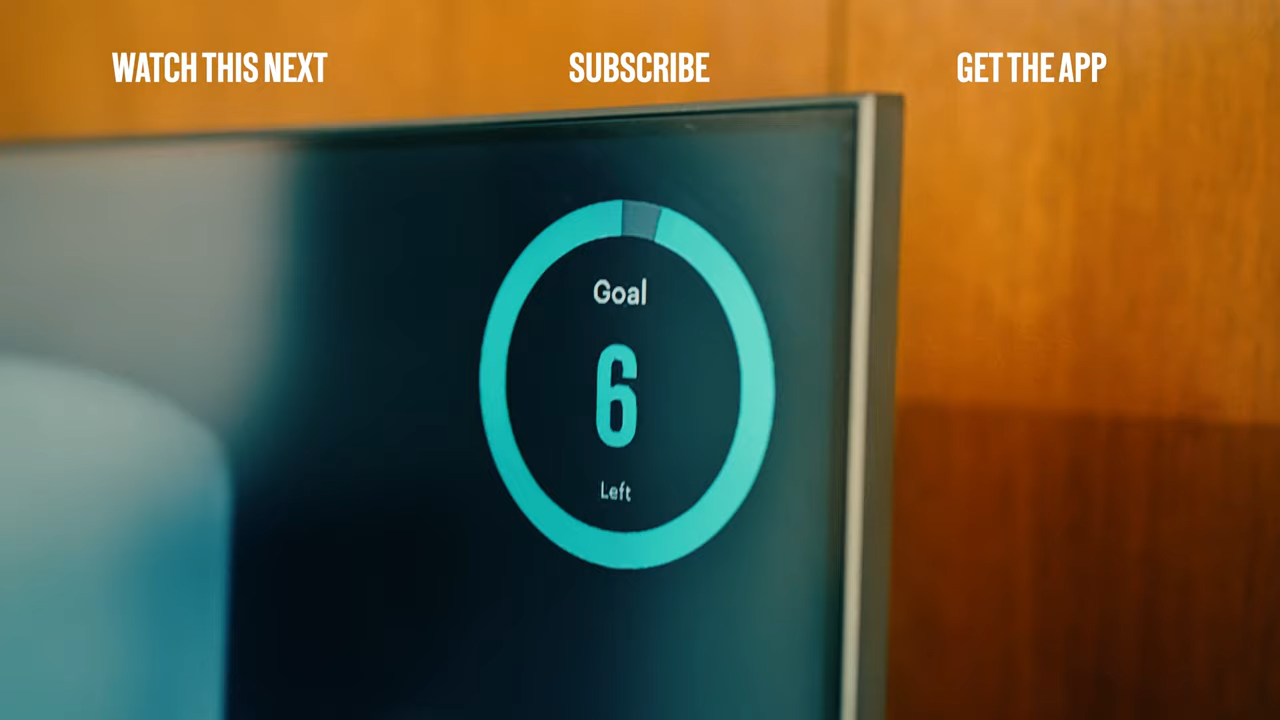 WATCH THIS NEXT
SUBSCRIBE
GET THE APP
Goal
6
Left